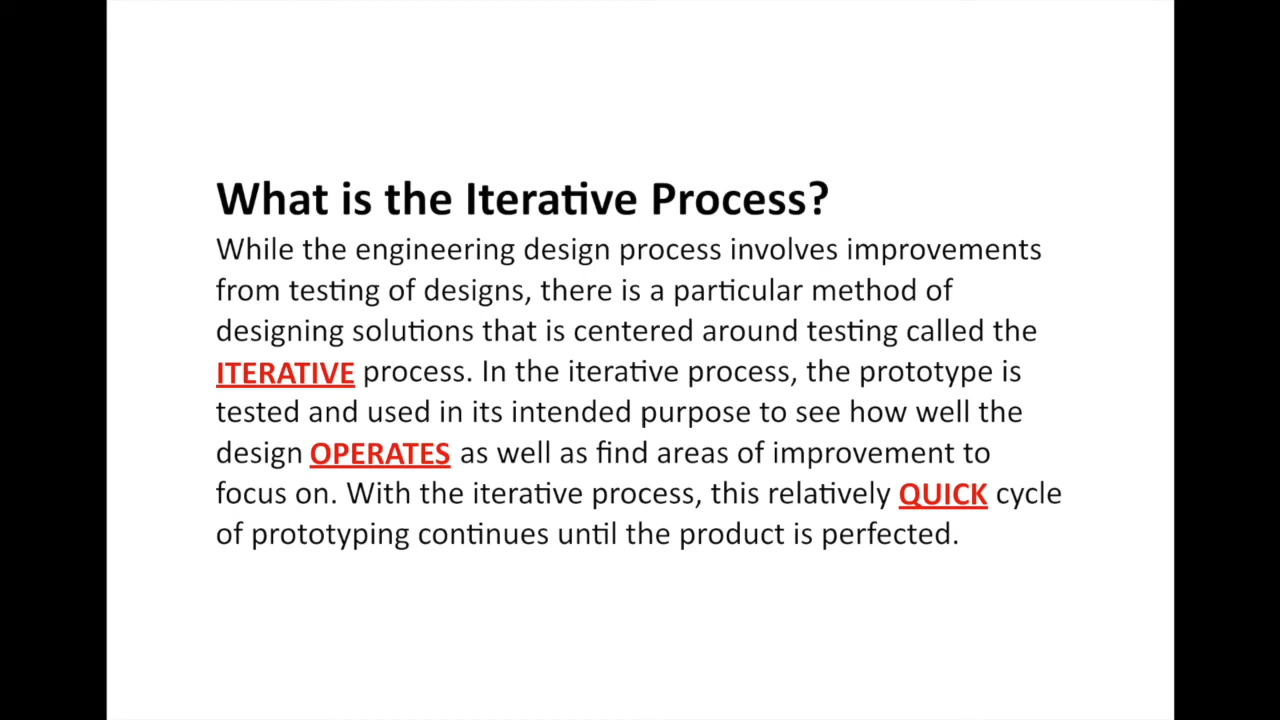 What is the Iterative Process?
While the engineering design process involves improvements
from testing of designs, there is a particular method of
designing solutions that is centered around testing called the
ITERATIVE process. In the iterative process, the prototype is
tested and used in its intended purpose to see how well the
design OPERATES as well as find areas of improvement to
focus on. With the iterative process, this relatively QUICK cycle
of prototyping continues until the product is perfected.